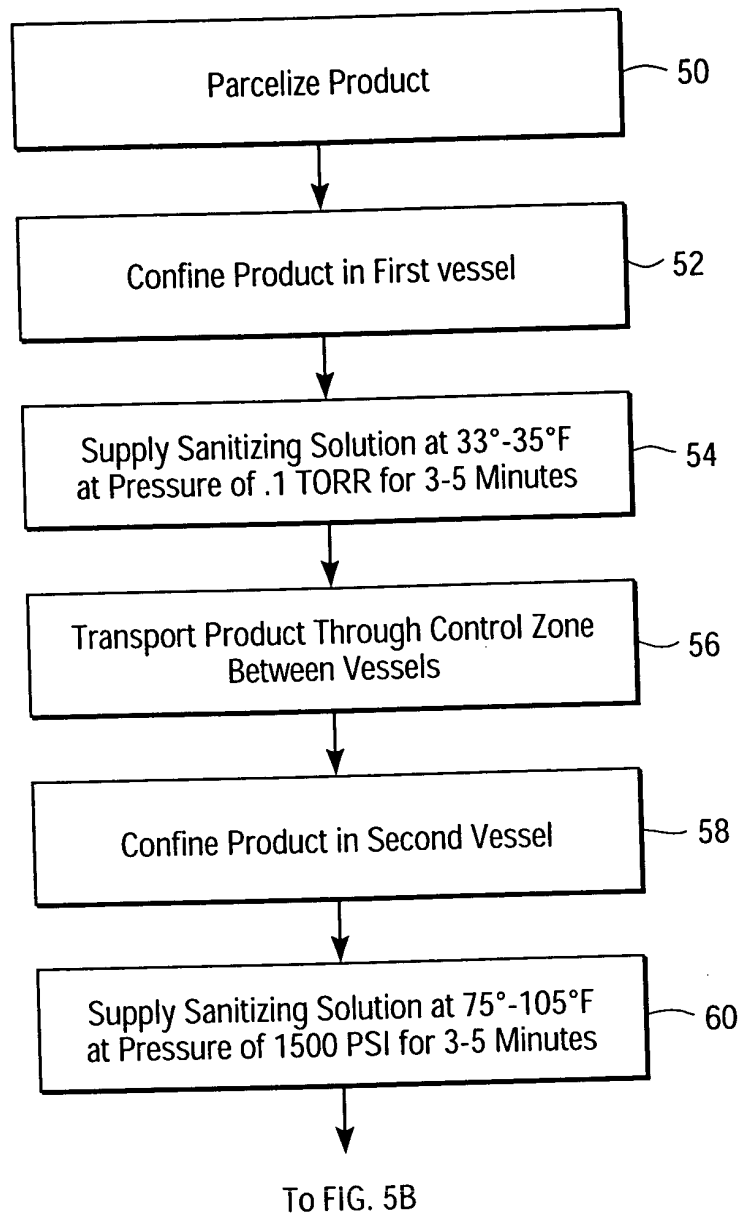 Parcelize Product
50
Confine Product in First vessel
52
Supply Sanitizing Solution at 33°-35°F
at Pressure of .1 TORR for 3-5 Minutes
54
Transport Product Through Control Zone
Between Vessels
56
Confine Product in Second Vessel
58
Supply Sanitizing Solution at 75°-105°F
at Pressure of 1500 PSI for 3-5 Minutes
60
To FIG. 5B